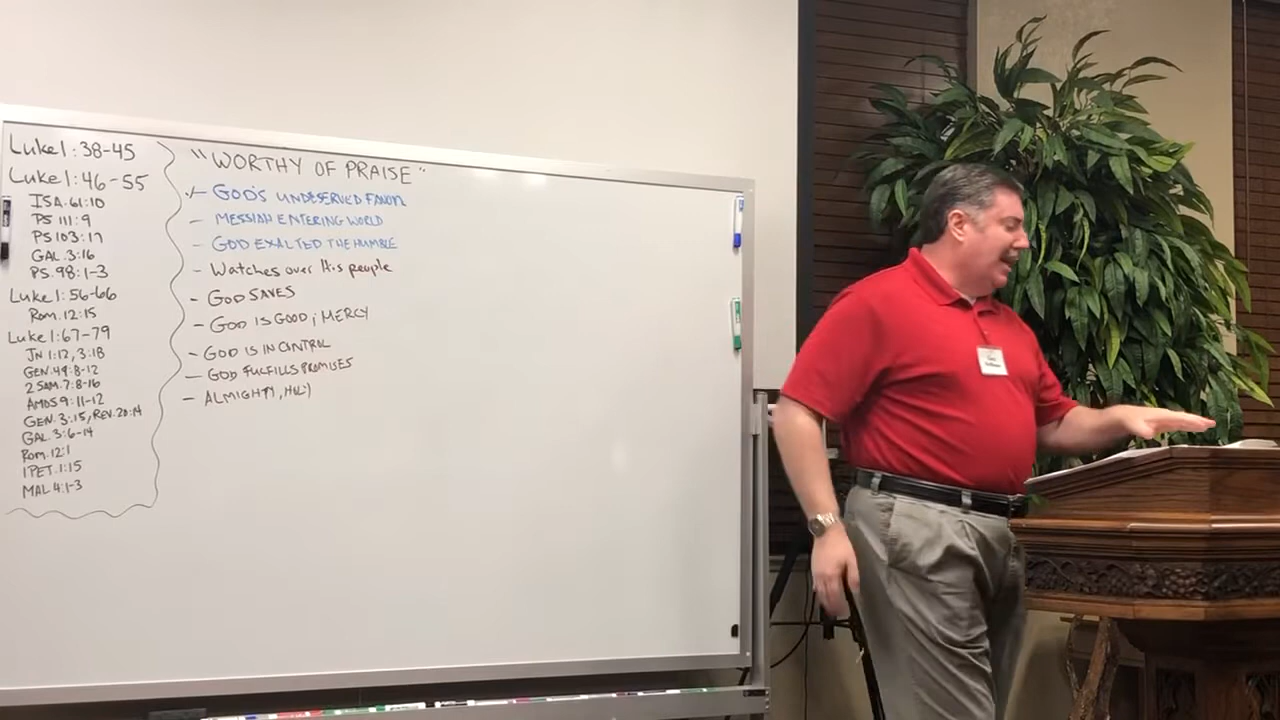 Luke 1:38-45
Luke 1:46-55
ISA. 61:10
PS 111:9
PS 103:17
GAL. 3:16
PS. 98:1-3
Luke 1:56-66
Rom. 12:15
Luke 1:67-79
JN 1:12, 3:18
GEN. 49:8-12
2 SAM. 7:8-16
AMOS 9:11-12
GEN. 3:15, REV. 20:14
GAL. 3:6-14
Rom. 12:1
1 PET. 1:15
MAL 4:1-3
"WORTHY OF PRAISE"
- GOD'S UNDESERVED FAVOR
- MESSIAH ENTERING WORLD
- GOD EXALTED THE HUMBLE
- Watches over His people
- GOD SAVES
- GOD IS GOOD; MERCY
- GOD IS IN CONTROL
- GOD FULFILLS PROMISES
- ALMIGHTY, HOLY